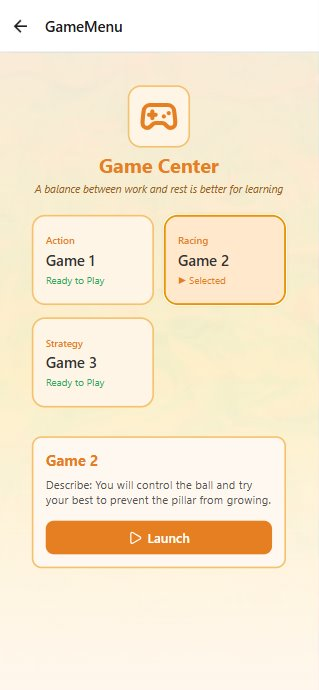 GameMenu
Game Center
A balance between work and rest is better for learning
Action
Game 1
Ready to Play
Racing
Game 2
▶ Selected
Strategy
Game 3
Ready to Play
Game 2
Describe: You will control the ball and try
your best to prevent the pillar from growing.
Launch